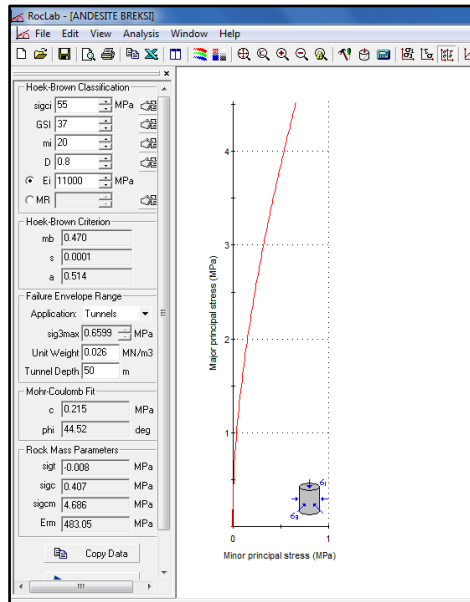 RocLab - [ANDESITE BREKSI]
File Edit View Analysis Window Help
Hoek-Brown Classification
sigci 55 MPa
GSI 37
mi 20
D 0.8
Ei 11000 MPa
MR
Hoek-Brown Criterion
mb 0.470
s 0.0001
a 0.514
Failure Envelope Range
Application: Tunnels
sig3max 0.6599 MPa
Unit Weight 0.026 MN/m3
Tunnel Depth 50 m
Mohr-Coulomb Fit
c 0.215 MPa
phi 44.52 deg
Rock Mass Parameters
sigt -0.008 MPa
sigc 0.407 MPa
sigcm 4.686 MPa
Erm 483.05 MPa
Copy Data
Major principal stress (MPa)
4
3
2
1
0 1
Minor principal stress (MPa)
σ1
σ3